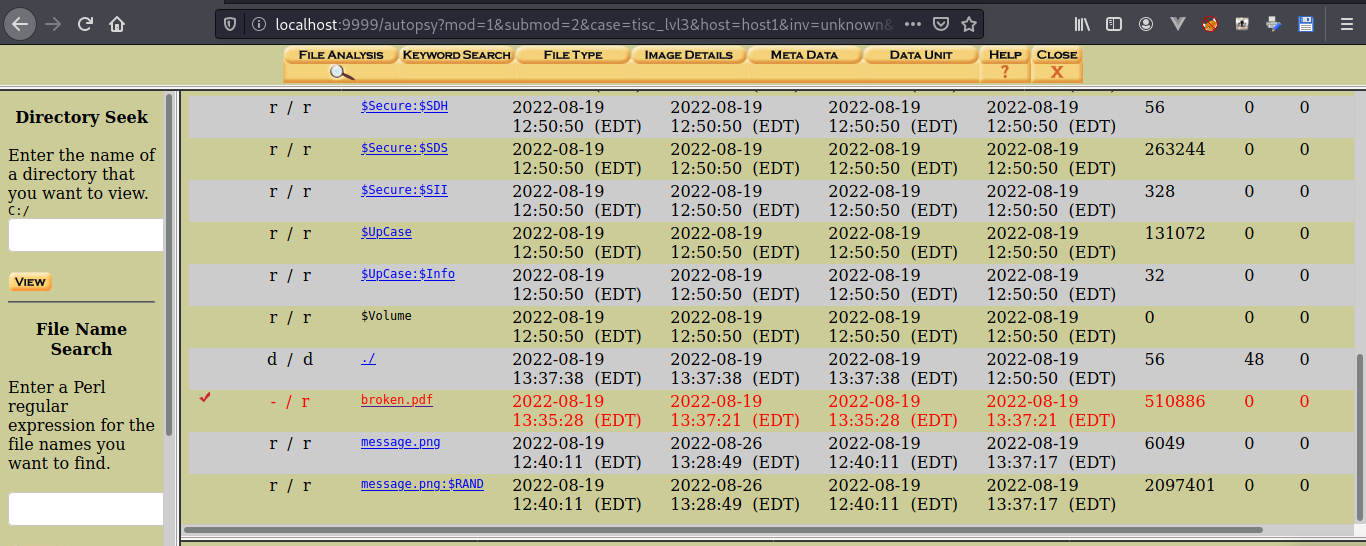 localhost:9999/autopsy?mod=1&submod=2&case=tisc_lvl3&host=host1&inv=unknown&
FILE ANALYSIS KEYWORD SEARCH FILE TYPE IMAGE DETAILS META DATA DATA UNIT HELP CLOSE
? X
Directory Seek
Enter the name of
a directory that
you want to view.
C:/
VIEW
File Name
Search
Enter a Perl
regular
expression for the
file names you
want to find.
r / r $Secure:$SDH 2022-08-19 2022-08-19 2022-08-19 2022-08-19 56 0 0
12:50:50 (EDT) 12:50:50 (EDT) 12:50:50 (EDT) 12:50:50 (EDT)
r / r $Secure:$SDS 2022-08-19 2022-08-19 2022-08-19 2022-08-19 263244 0 0
12:50:50 (EDT) 12:50:50 (EDT) 12:50:50 (EDT) 12:50:50 (EDT)
r / r $Secure:$SII 2022-08-19 2022-08-19 2022-08-19 2022-08-19 328 0 0
12:50:50 (EDT) 12:50:50 (EDT) 12:50:50 (EDT) 12:50:50 (EDT)
r / r $UpCase 2022-08-19 2022-08-19 2022-08-19 2022-08-19 131072 0 0
12:50:50 (EDT) 12:50:50 (EDT) 12:50:50 (EDT) 12:50:50 (EDT)
r / r $UpCase:$Info 2022-08-19 2022-08-19 2022-08-19 2022-08-19 32 0 0
12:50:50 (EDT) 12:50:50 (EDT) 12:50:50 (EDT) 12:50:50 (EDT)
r / r $Volume 2022-08-19 2022-08-19 2022-08-19 2022-08-19 0 0 0
12:50:50 (EDT) 12:50:50 (EDT) 12:50:50 (EDT) 12:50:50 (EDT)
d / d ./ 2022-08-19 2022-08-19 2022-08-19 2022-08-19 56 48 0
13:37:38 (EDT) 13:37:38 (EDT) 13:37:38 (EDT) 12:50:50 (EDT)
- / r broken.pdf 2022-08-19 2022-08-19 2022-08-19 2022-08-19 510886 0 0
13:35:28 (EDT) 13:37:21 (EDT) 13:35:28 (EDT) 13:37:21 (EDT)
r / r message.png 2022-08-19 2022-08-26 2022-08-19 2022-08-19 6049 0 0
12:40:11 (EDT) 13:28:49 (EDT) 12:40:11 (EDT) 13:37:17 (EDT)
r / r message.png:$RAND 2022-08-19 2022-08-26 2022-08-19 2022-08-19 2097401 0 0
12:40:11 (EDT) 13:28:49 (EDT) 12:40:11 (EDT) 13:37:17 (EDT)